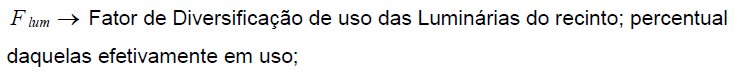 F lum → Fator de Diversificação de uso das Luminárias do recinto; percentual
daquelas efetivamente em uso;